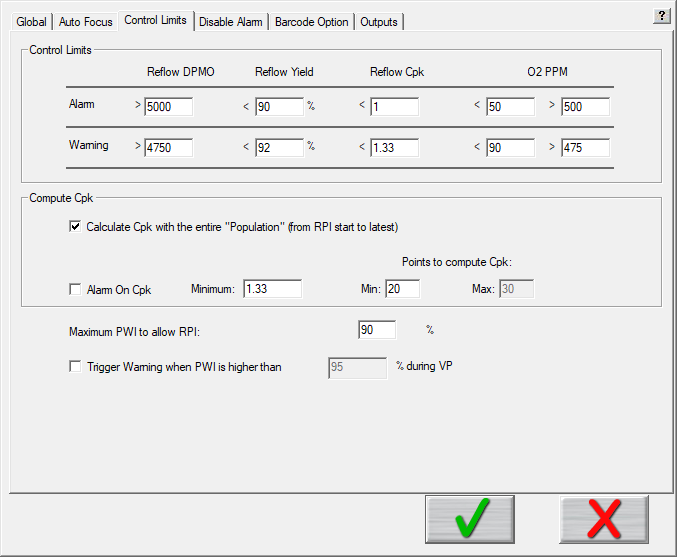 ?
Global Auto Focus Control Limits Disable Alarm Barcode Option Outputs
Control Limits
Reflow DPMO Reflow Yield Reflow Cpk O2 PPM
Alarm > 5000 < 90 % < 1 < 50 > 500
Warning > 4750 < 92 % < 1.33 < 90 > 475
Compute Cpk
Calculate Cpk with the entire "Population" (from RPI start to latest)
Points to compute Cpk:
Alarm On Cpk Minimum: 1.33 Min: 20 Max: 30
Maximum PWI to allow RPI: 90 %
Trigger Warning when PWI is higher than 95 % during VP